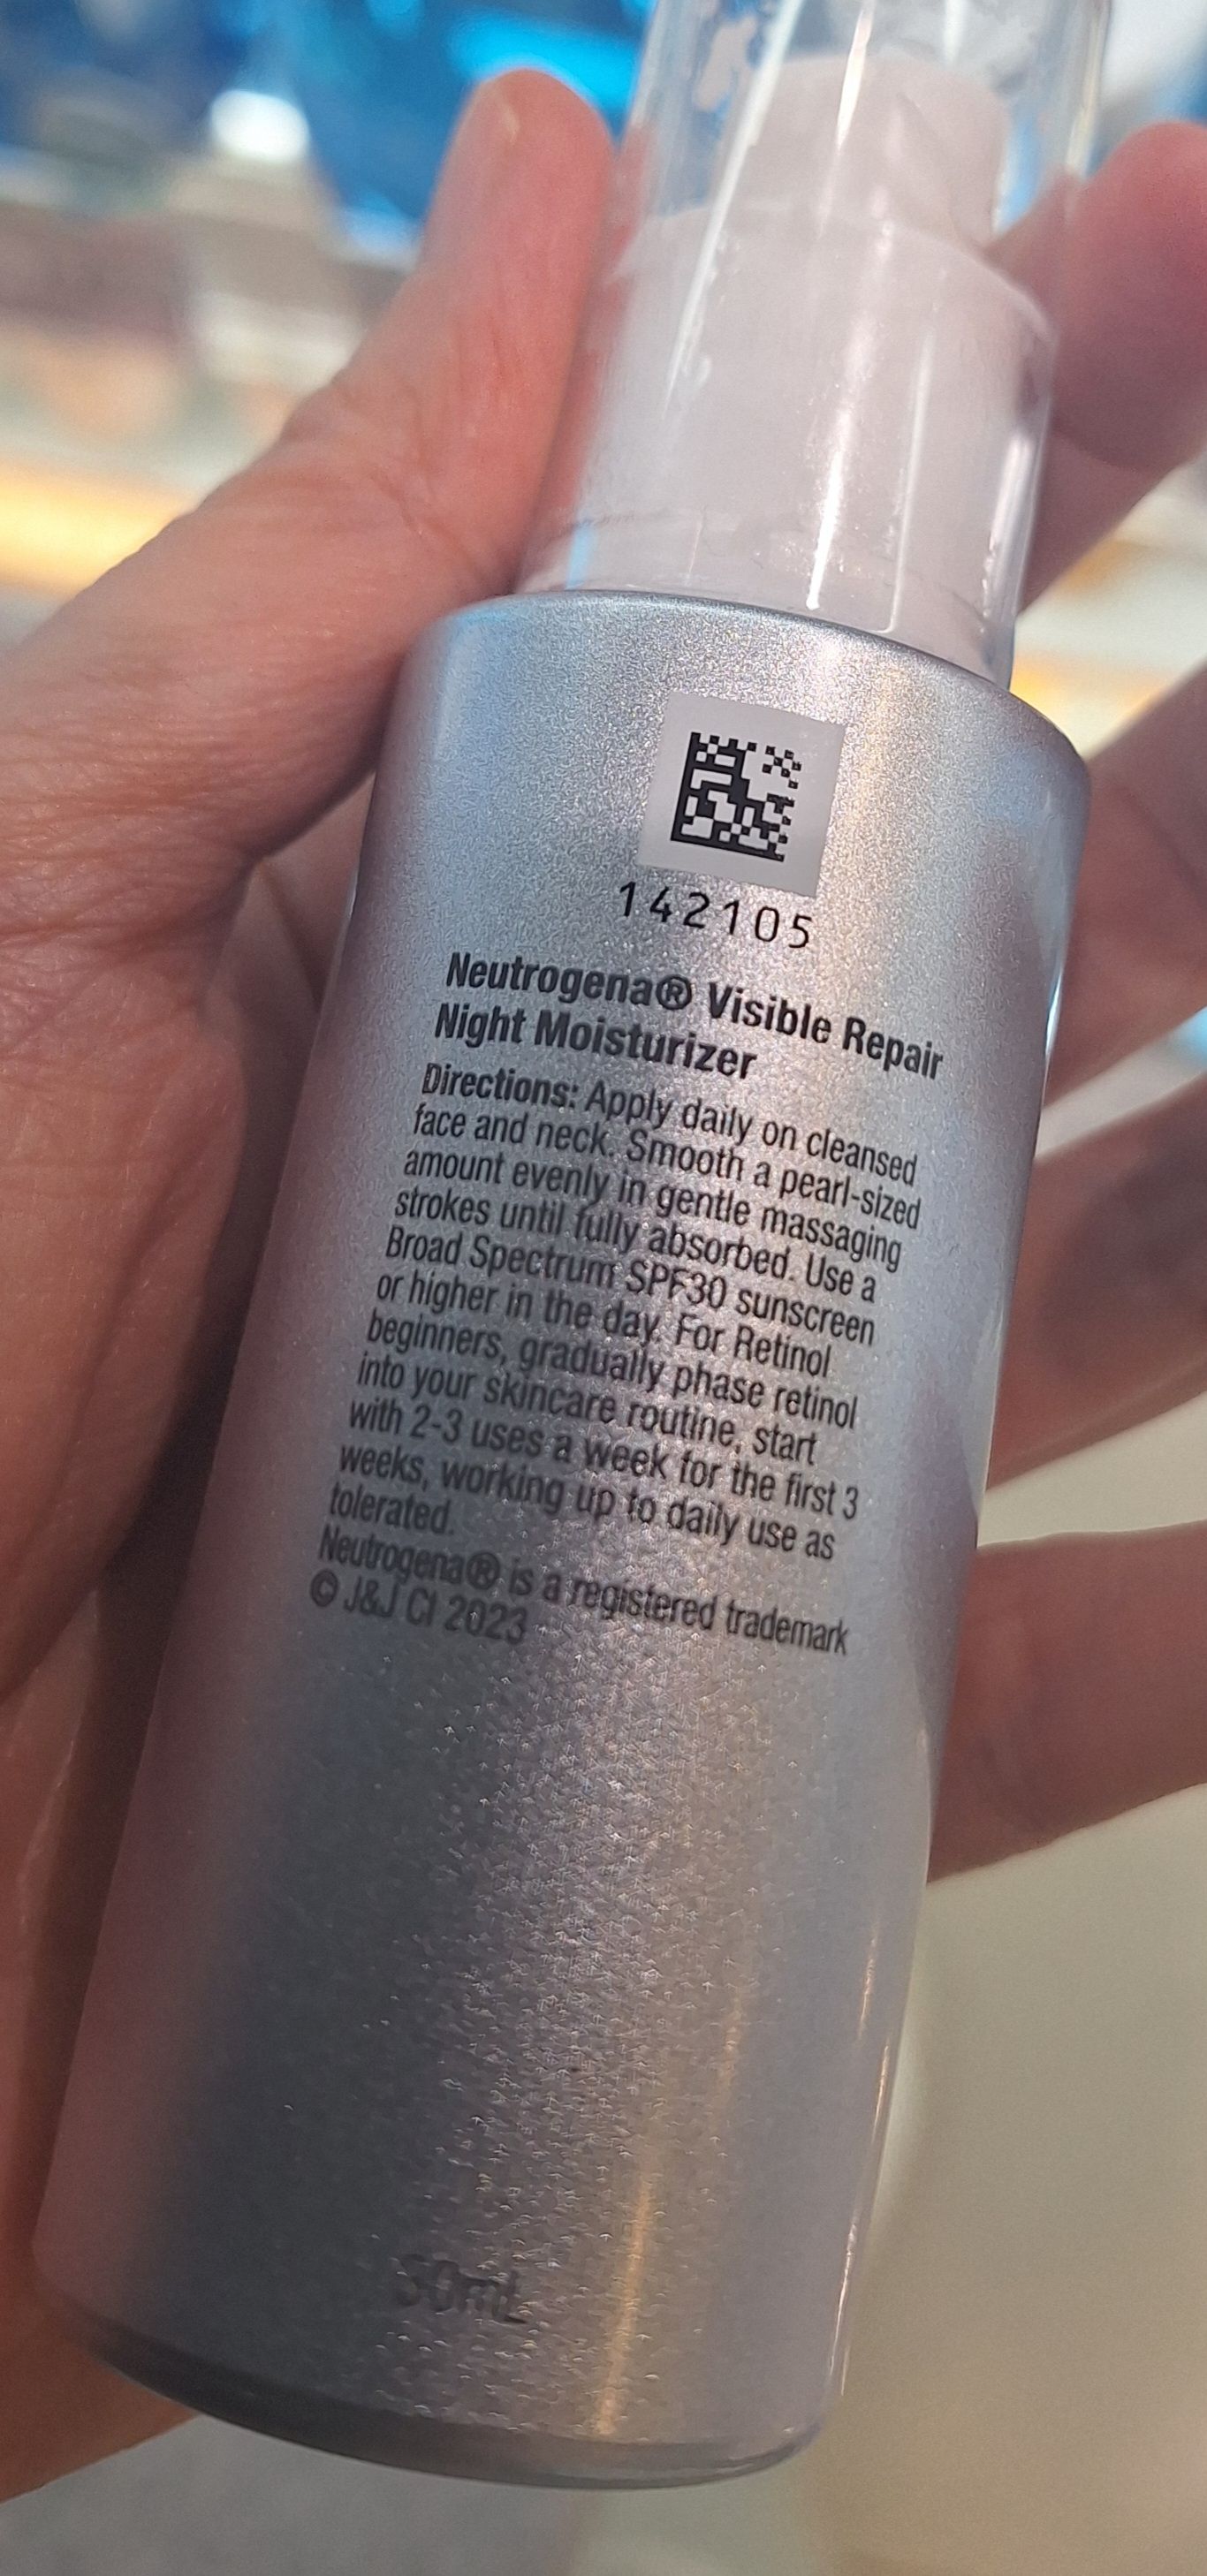 142105
Neutrogena® Visible Repair
Night Moisturizer
Directions: Apply daily on cleansed
face and neck. Smooth a pearl-sized
amount evenly in gentle massaging
strokes until fully absorbed. Use a
Broad Spectrum SPF30 sunscreen
or higher in the day. For Retinol
beginners, gradually phase retinol
into your skincare routine, start
with 2-3 uses a week for the first 3
weeks, working up to daily use as
tolerated.
Neutrogena® is a registered trademark
© J&J CI 2023